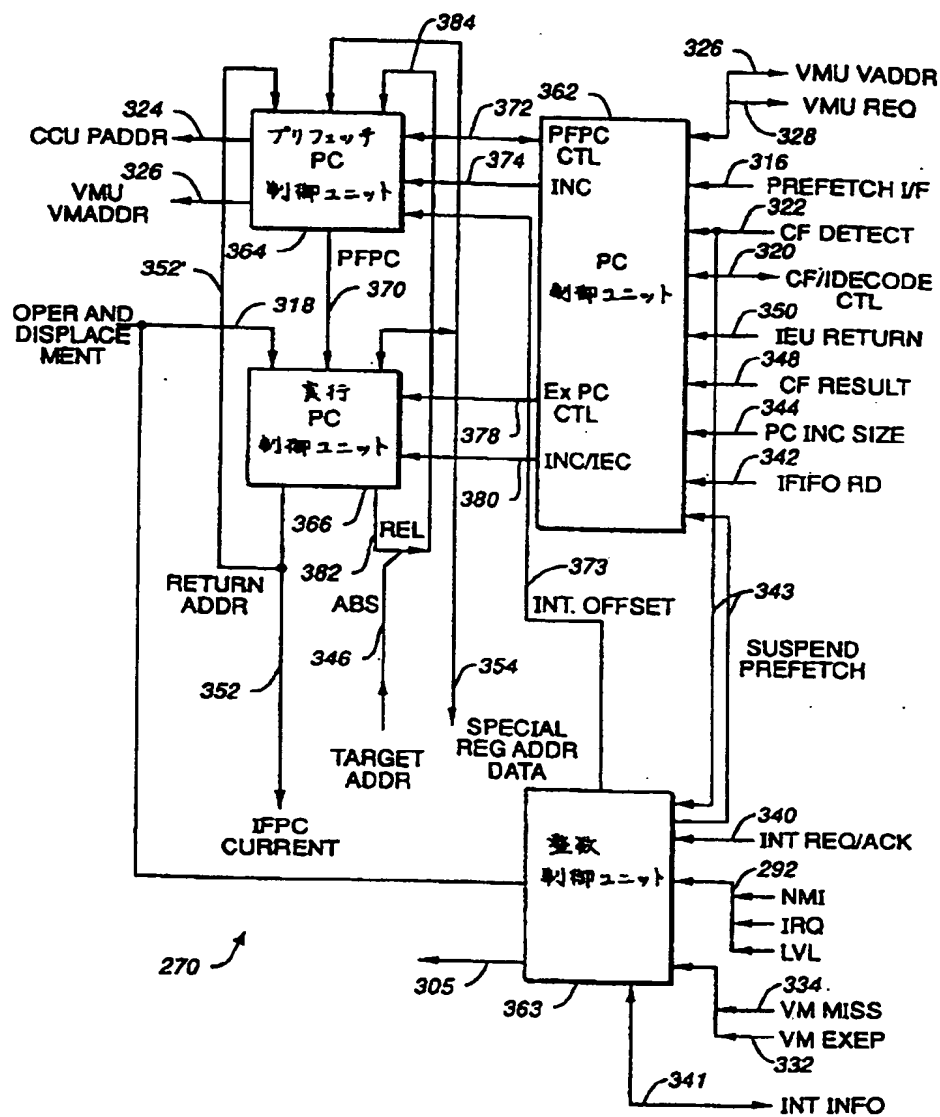 384
326
VMU VADDR
324
362
VMU REQ
328
CCU PADDR
プリフェッチ
PC
制御ユニット
372
PFPC
CTL
316
326
374
INC
PREFETCH I/F
VMU
VMADDR
322
CF DETECT
364
PFPC
PC
制御ユニット
320
352'
CF/IDECODE
CTL
370
318
OPER AND
DISPLACE
MENT
350
IEU RETURN
348
実行
PC
制御ユニット
Ex PC
CTL
CF RESULT
378
344
PC INC SIZE
INC/IEC
342
380
IFIFO RD
366
REL
382
373
RETURN
ADDR
ABS
INT. OFFSET
343
346
SUSPEND
PREFETCH
352
354
TARGET
ADDR
SPECIAL
REG ADDR
DATA
IFPC
CURRENT
340
INT REQ/ACK
整数
制御ユニット
292
NMI
IRQ
LVL
270
305
363
334
VM MISS
VM EXEP
332
341
INT INFO